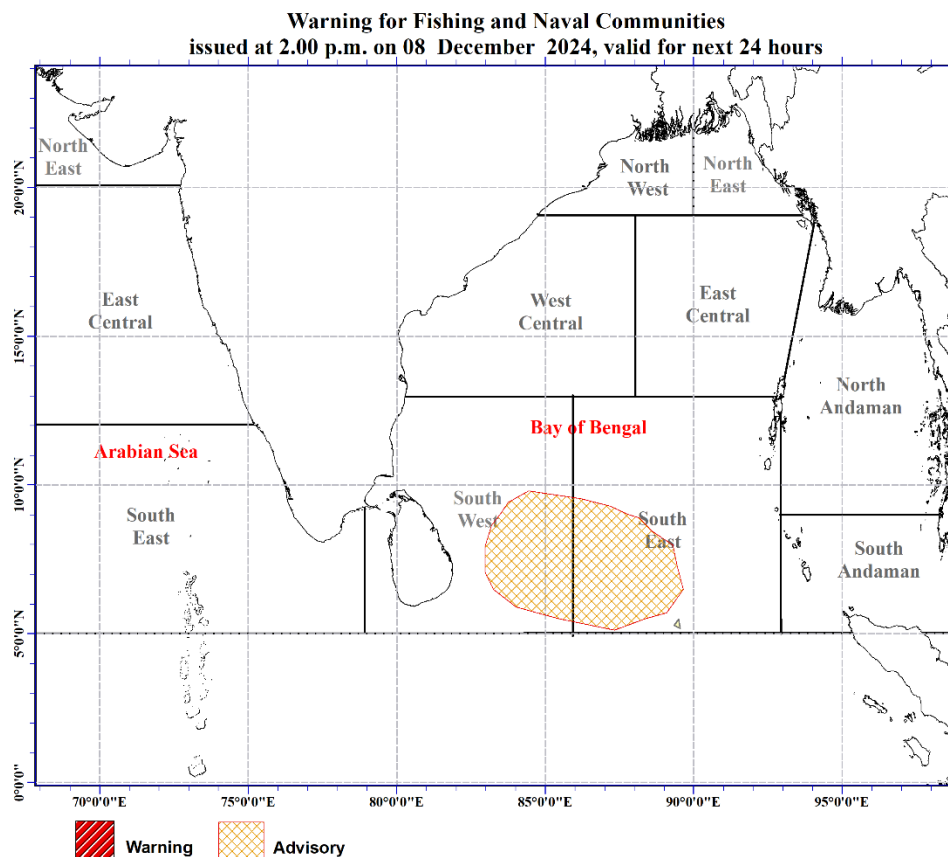 Warning for Fishing and Naval Communities
issued at 2.00 p.m. on 08 December 2024, valid for next 24 hours
North
East
North
West
North
East
20°0'0"N
East
Central
West
Central
East
Central
15°0'0"N
North
Andaman
Arabian Sea
Bay of Bengal
10°0'0"N
South
East
South
West
South
East
South
Andaman
5°0'0"N
0°0'0"
70°0'0"E 75°0'0"E 80°0'0"E 85°0'0"E 90°0'0"E 95°0'0"E
Warning Advisory